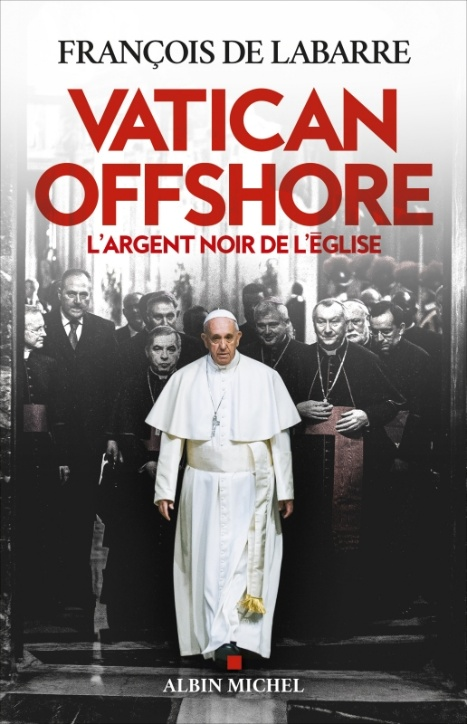 FRANÇOIS DE LABARRE
VATICAN
OFFSHORE
L'ARGENT NOIR DE L'ÉGLISE
ALBIN MICHEL